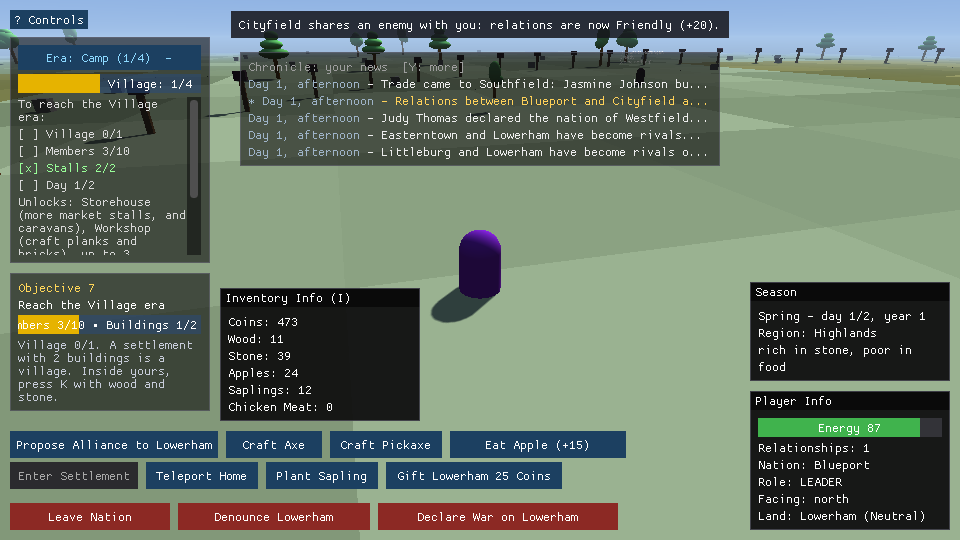 ? Controls
Cityfield shares an enemy with you: relations are now Friendly (+20).
Era: Camp (1/4) –
Village: 1/4
To reach the Village
era:
[ ] Village 0/1
[ ] Members 3/10
[x] Stalls 2/2
[ ] Day 1/2
Unlocks: Storehouse
(more market stalls, and
caravans), Workshop
(craft planks and
bricks), up to 3
Chronicle: your news [Y: more]
Day 1, afternoon – Trade came to Southfield: Jasmine Johnson bu...
* Day 1, afternoon – Relations between Blueport and Cityfield a...
Day 1, afternoon – Judy Thomas declared the nation of Westfield...
Day 1, afternoon – Easterntown and Lowerham have become rivals...
Day 1, afternoon – Littleburg and Lowerham have become rivals o...
Objective 7
Reach the Village era
mbers 3/10 • Buildings 1/2
Village 0/1. A settlement
with 2 buildings is a
village. Inside yours,
press K with wood and
stone.
Inventory Info (I)
Coins: 473
Wood: 11
Stone: 39
Apples: 24
Saplings: 12
Chicken Meat: 0
Season
Spring – day 1/2, year 1
Region: Highlands
rich in stone, poor in
food
Player Info
Energy 87
Relationships: 1
Nation: Blueport
Role: LEADER
Facing: north
Land: Lowerham (Neutral)
Propose Alliance to Lowerham
Craft Axe
Craft Pickaxe
Eat Apple (+15)
Enter Settlement
Teleport Home
Plant Sapling
Gift Lowerham 25 Coins
Leave Nation
Denounce Lowerham
Declare War on Lowerham